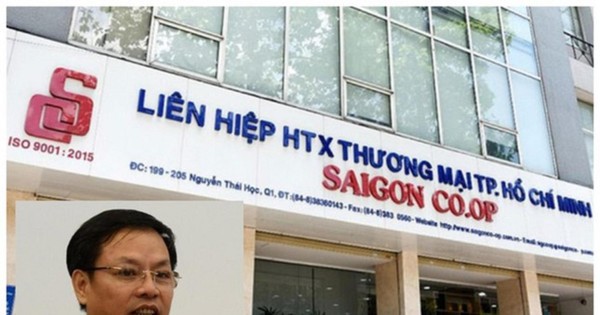 LIÊN HIỆP HTX THƯƠNG MẠI TP. HỒ CHÍ MINH
SAIGON CO.OP
ISO 9001:2015
ĐC: 199 - 205 Nguyễn Thái Học, Q1, ĐT:(84-8)38360143 - Fax:(84-8)383 0560 - Website http://www.saigonco-op.com.vn - E-mail: